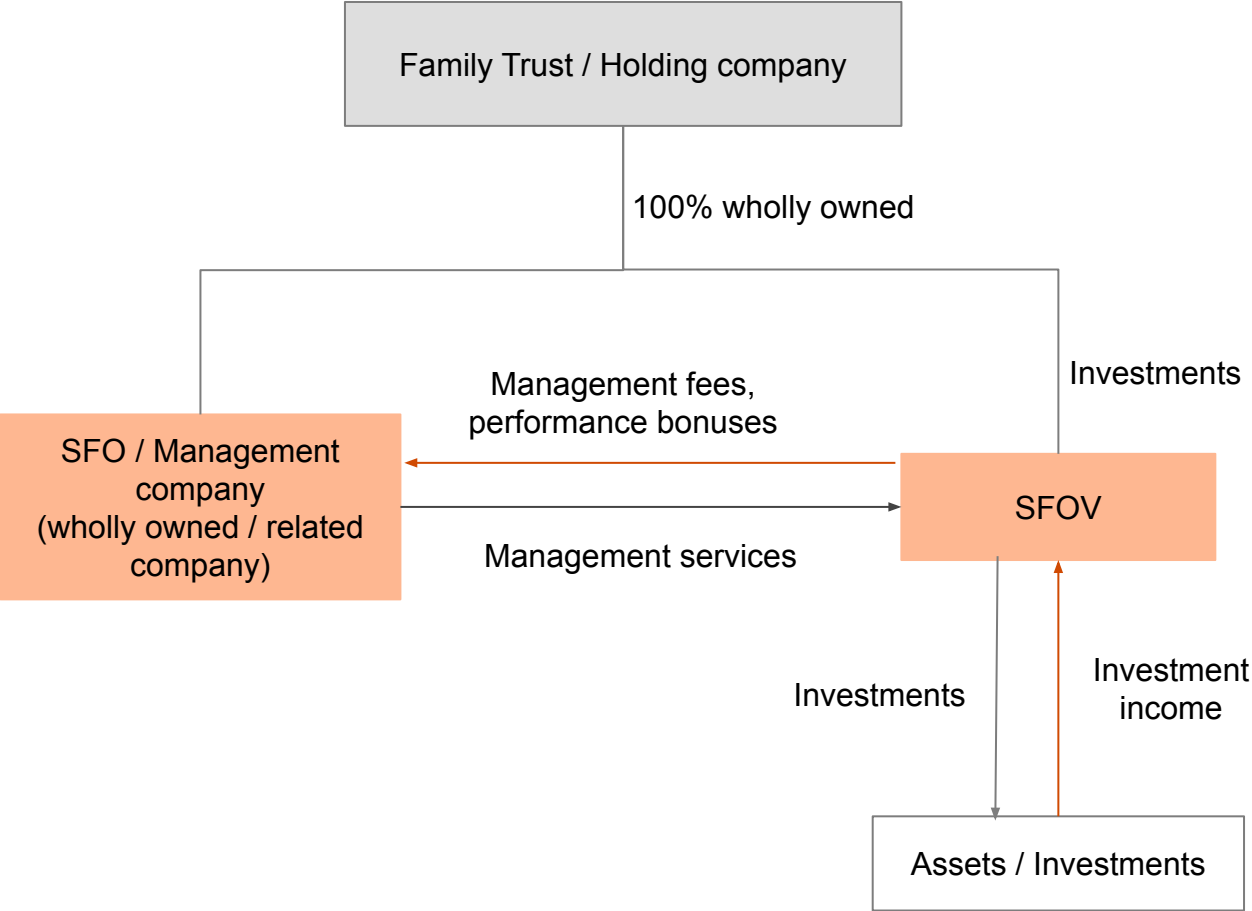 Family Trust / Holding company
100% wholly owned
Investments
Management fees,
performance bonuses
SFO / Management
company
(wholly owned / related
company)
SFOV
Management services
Investments
Investment
income
Assets / Investments